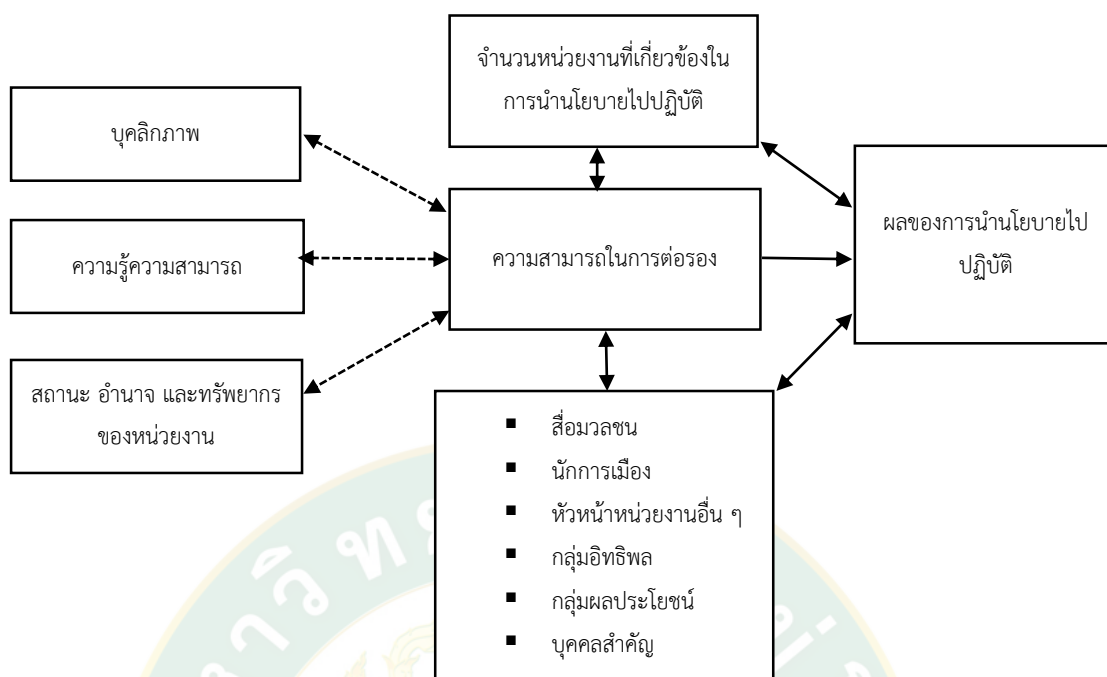 จำนวนหน่วยงานที่เกี่ยวข้องใน
การนำนโยบายไปปฏิบัติ
บุคลิกภาพ
ความรู้ความสามารถ
ความสามารถในการต่อรอง
ผลของการนำนโยบายไป
ปฏิบัติ
สถานะ อำนาจ และทรัพยากร
ของหน่วยงาน
▪ สื่อมวลชน
▪ นักการเมือง
▪ หัวหน้าหน่วยงานอื่น ๆ
▪ กลุ่มอิทธิพล
▪ กลุ่มผลประโยชน์
▪ บุคคลสำคัญ